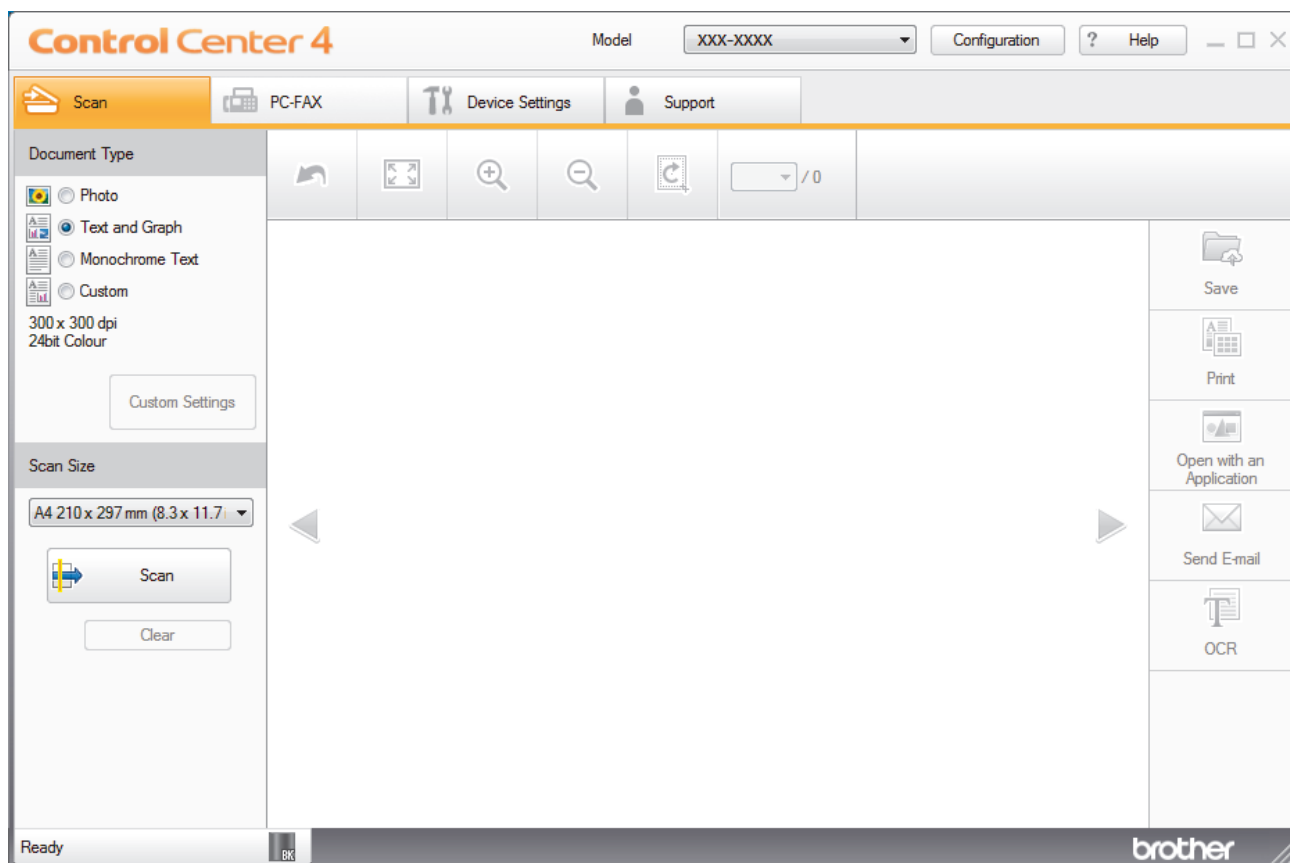 Control Center 4
Model
XXX-XXXX
Configuration
? Help
Scan
PC-FAX
Device Settings
Support
Document Type
Photo
Text and Graph
Monochrome Text
Custom
300 x 300 dpi
24bit Colour
Custom Settings
Scan Size
A4 210 x 297 mm (8.3 x 11.7
Scan
Clear
/ 0
Save
Print
Open with an
Application
Send E-mail
OCR
Ready
BK
brother